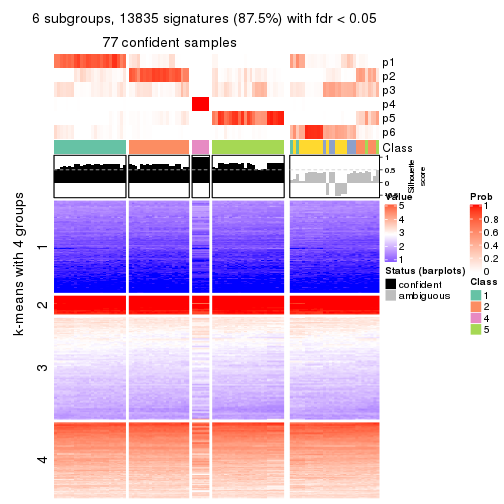 6 subgroups, 13835 signatures (87.5%) with fdr < 0.05
77 confident samples
p1
p2
p3
p4
p5
p6
Class
1
0.5
0
Silhouette
score
k-means with 4 groups
1
2
3
4
Value
5
4
3
2
1
Status (barplots)
confident
ambiguous
Prob
1
0.8
0.6
0.4
0.2
0
Class
1
2
4
5